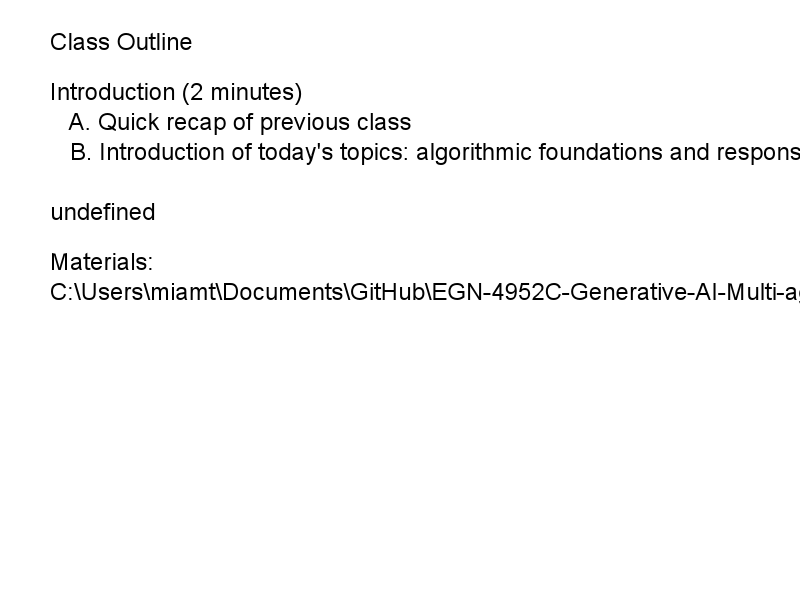 Class Outline
Introduction (2 minutes)
A. Quick recap of previous class
B. Introduction of today's topics: algorithmic foundations and respons
undefined
Materials:
C:\Users\miamt\Documents\GitHub\EGN-4952C-Generative-AI-Multi-ag